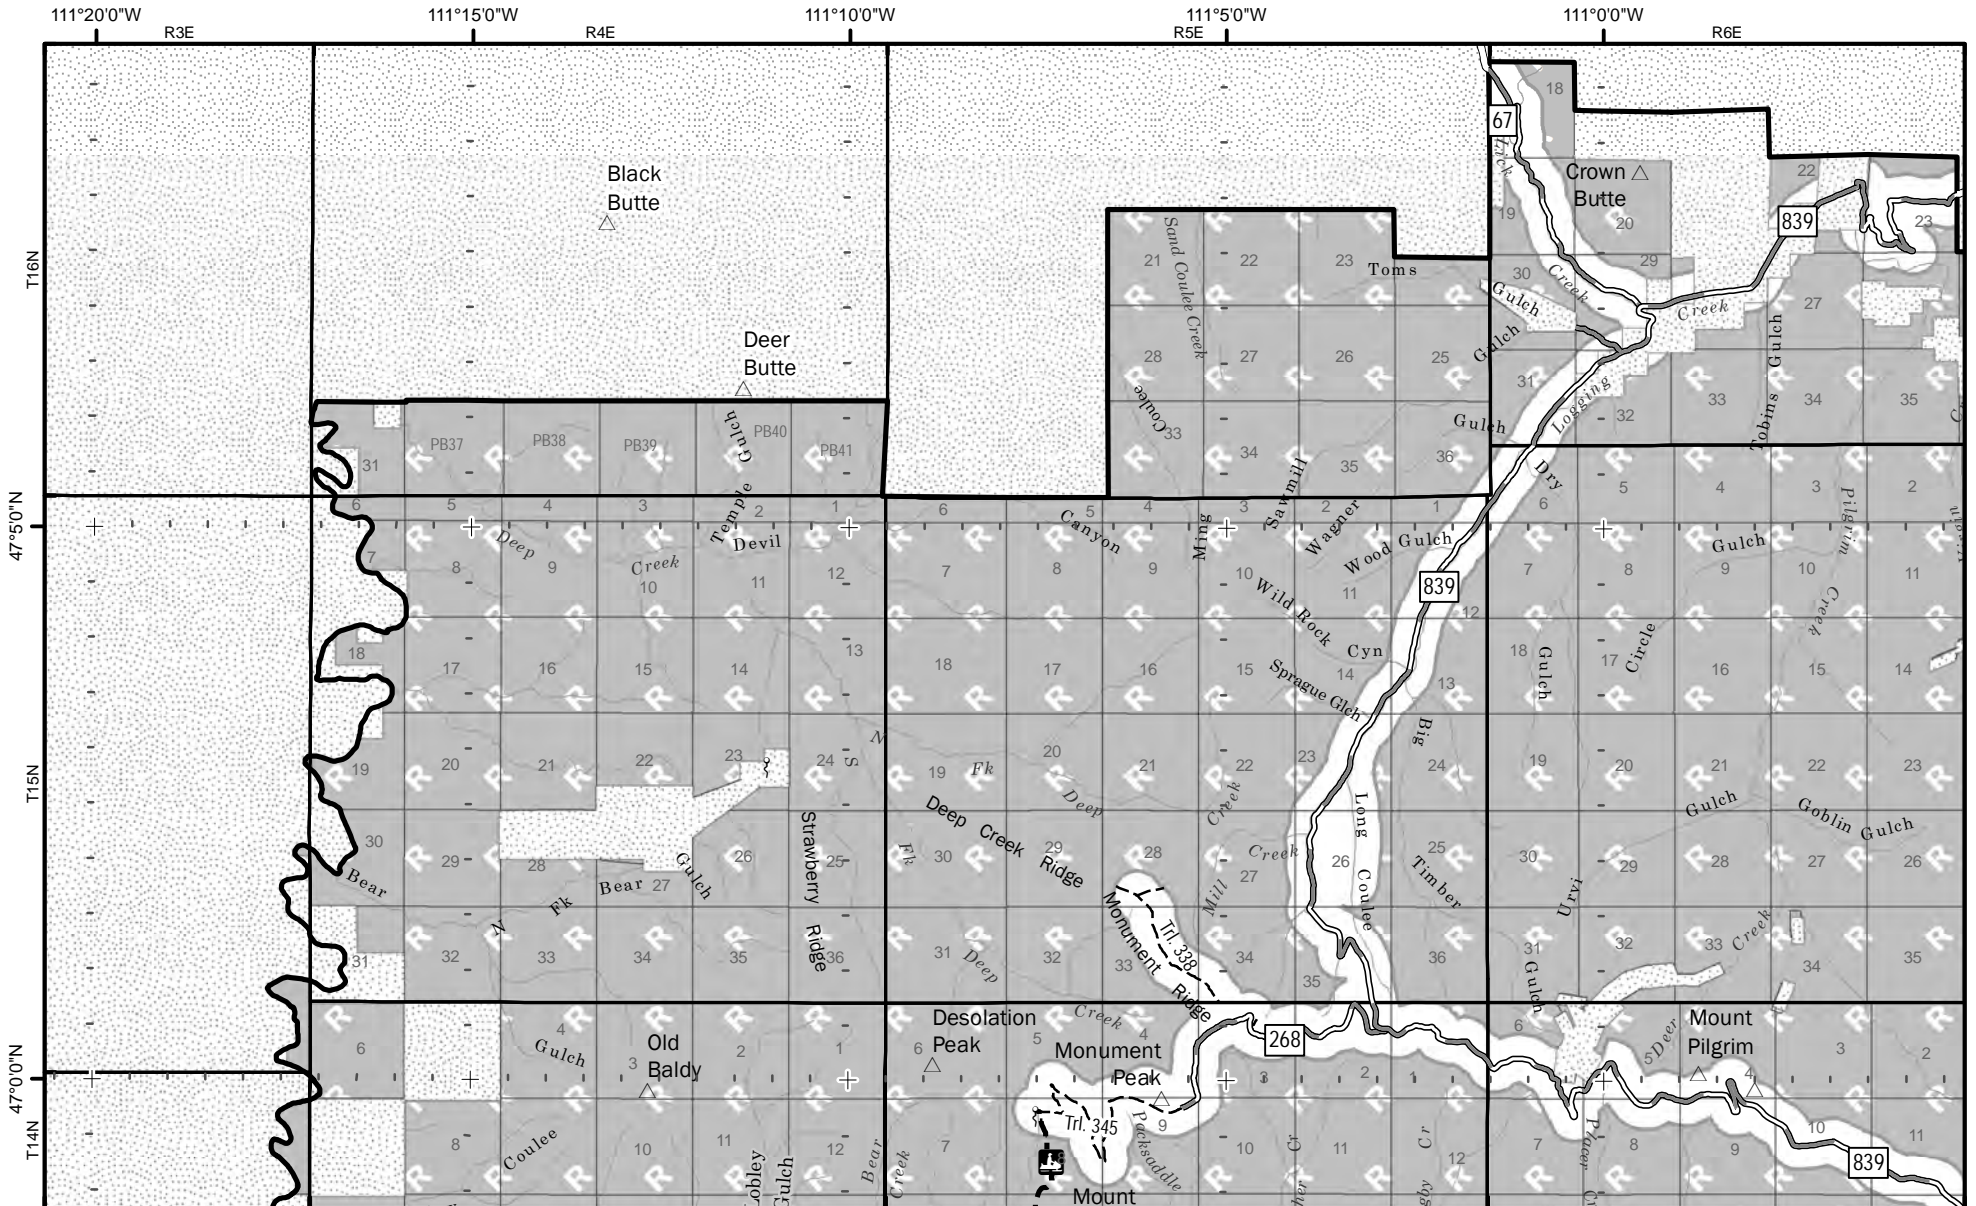 111°20'0"W
111°15'0"W
111°10'0"W
111°5'0"W
111°0'0"W
R3E
R4E
R5E
R6E
T16N
47°5'0"N
T15N
47°0'0"N
T14N
67
18
Crown
Butte
22
839
23
19
20
Black
Butte
Creek
29
30
Toms
Gulch
Creek
27
21
22
23
Sand Coulee Creek
Gulch
Gulch
28
27
26
25
31
Logging
32
33
34
35
Deer
Butte
Coulee
33
34
35
36
Gulch
Tobins
Dry
PB37
PB38
PB39
PB40
PB41
Gulch
Temple
31
6
5
4
3
2
1
6
5
4
3
2
1
6
5
4
3
2
Deep
Creek
Devil
Canyon
Ming
Sawmill
Wagner
Wood Gulch
Gulch
Pilgrim
Creek
7
8
9
10
11
12
7
8
9
10
11
12
7
8
9
10
11
839
Wild Rock
Cyn
Sprague Glch
18
17
16
15
14
13
18
17
16
15
14
13
18
17
16
15
14
Gulch
Circle
Big
N
S
19
20
21
22
23
24
19
20
21
22
23
24
19
20
21
22
23
Fk
Deep
Creek
Long
Coulee
Gulch
Goblin Gulch
Deep Creek Ridge
30
29
28
27
26
25
30
29
28
27
26
25
30
29
28
27
26
Bear
N
Fk
Bear
Gulch
Strawberry
Ridge
Fk
Mill
Creek
Timber
Urvi
Monument
Ridge
Trl. 338
31
32
33
34
35
36
31
32
33
34
35
36
31
32
33
34
35
Deep
Creek
Gulch
Creek
6
4
3
2
1
6
5
4
3
2
1
6
5
4
3
2
Gulch
Old
Baldy
Desolation
Peak
Monument
Peak
268
Deer
Mount
Pilgrim
8
10
11
12
7
9
10
11
12
7
8
9
10
11
Coulee
Gulch
Bear
Creek
Trl. 345
Packsaddle
Cr
Cr
Placer
839
Mount